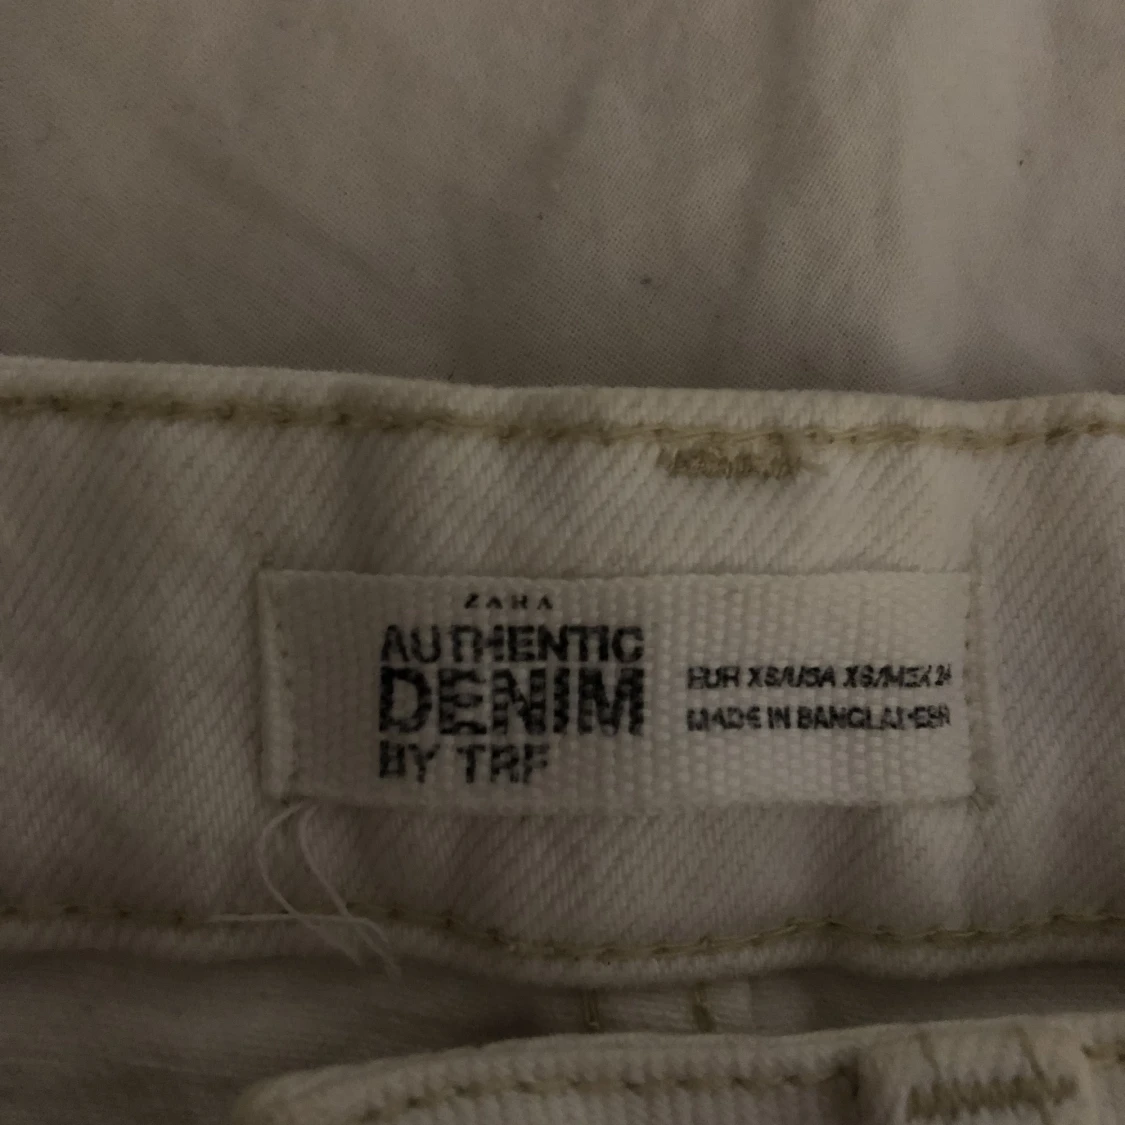 ZARA
AUTHENTIC
DENIM
BY TRF
EUR XS/USA XS/MEX 24
MADE IN BANGLADESH